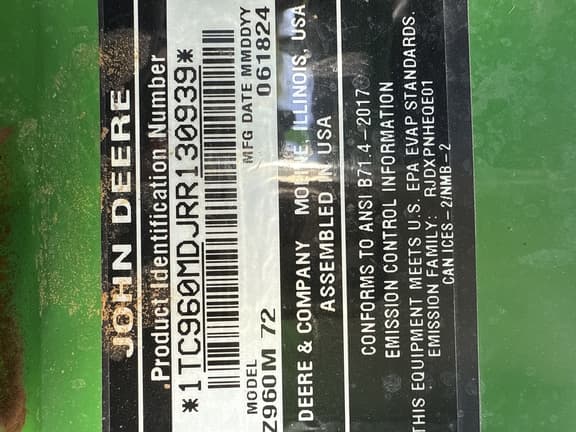 JOHN DEERE
Product Identification Number
*1TC960MDJRR130939*
MODEL
Z960M 72
MFG DATE MMDDYY
061824
DEERE & COMPANY MOLINE, ILLINOIS, USA
ASSEMBLED IN USA
CONFORMS TO ANSI B71.4-2017
EMISSION CONTROL INFORMATION
THIS EQUIPMENT MEETS U.S. EPA EVAP STANDARDS.
EMISSION FAMILY: RJDXPNHEQE01
CAN ICES-2/NMB-2